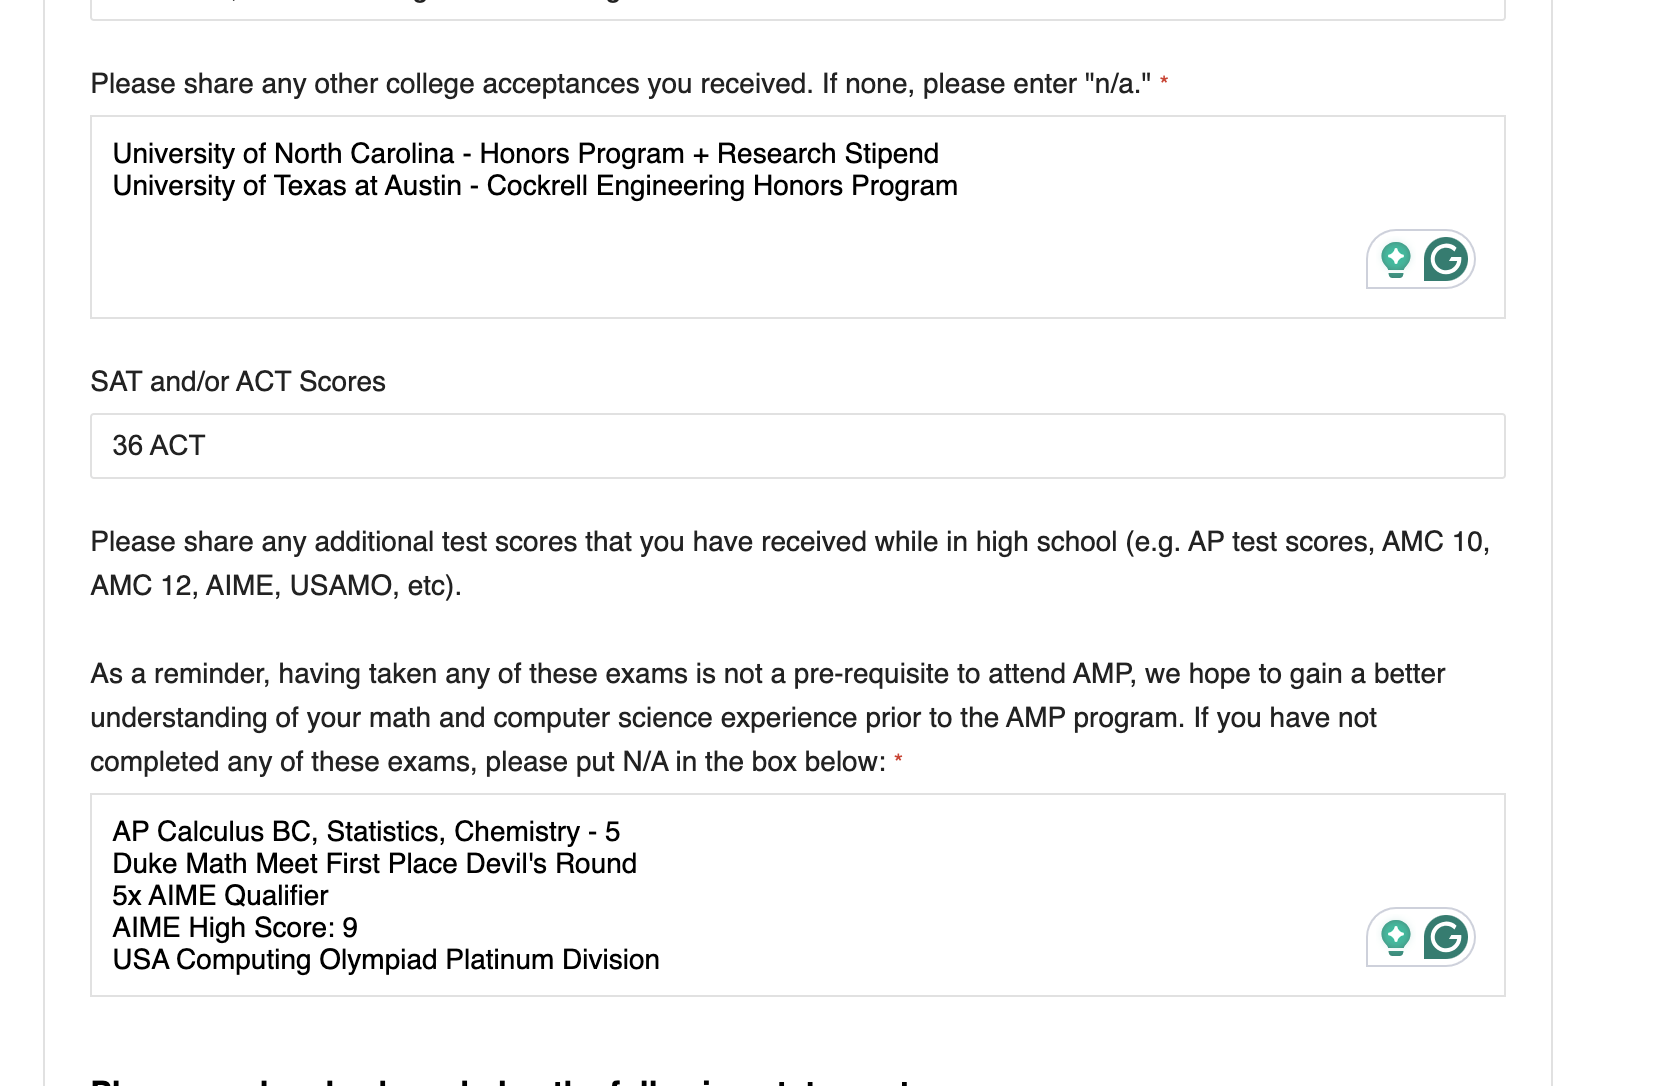 Please share any other college acceptances you received. If none, please enter "n/a." *
University of North Carolina - Honors Program + Research Stipend
University of Texas at Austin - Cockrell Engineering Honors Program
SAT and/or ACT Scores
36 ACT
Please share any additional test scores that you have received while in high school (e.g. AP test scores, AMC 10,
AMC 12, AIME, USAMO, etc).
As a reminder, having taken any of these exams is not a pre-requisite to attend AMP, we hope to gain a better
understanding of your math and computer science experience prior to the AMP program. If you have not
completed any of these exams, please put N/A in the box below: *
AP Calculus BC, Statistics, Chemistry - 5
Duke Math Meet First Place Devil's Round
5x AIME Qualifier
AIME High Score: 9
USA Computing Olympiad Platinum Division